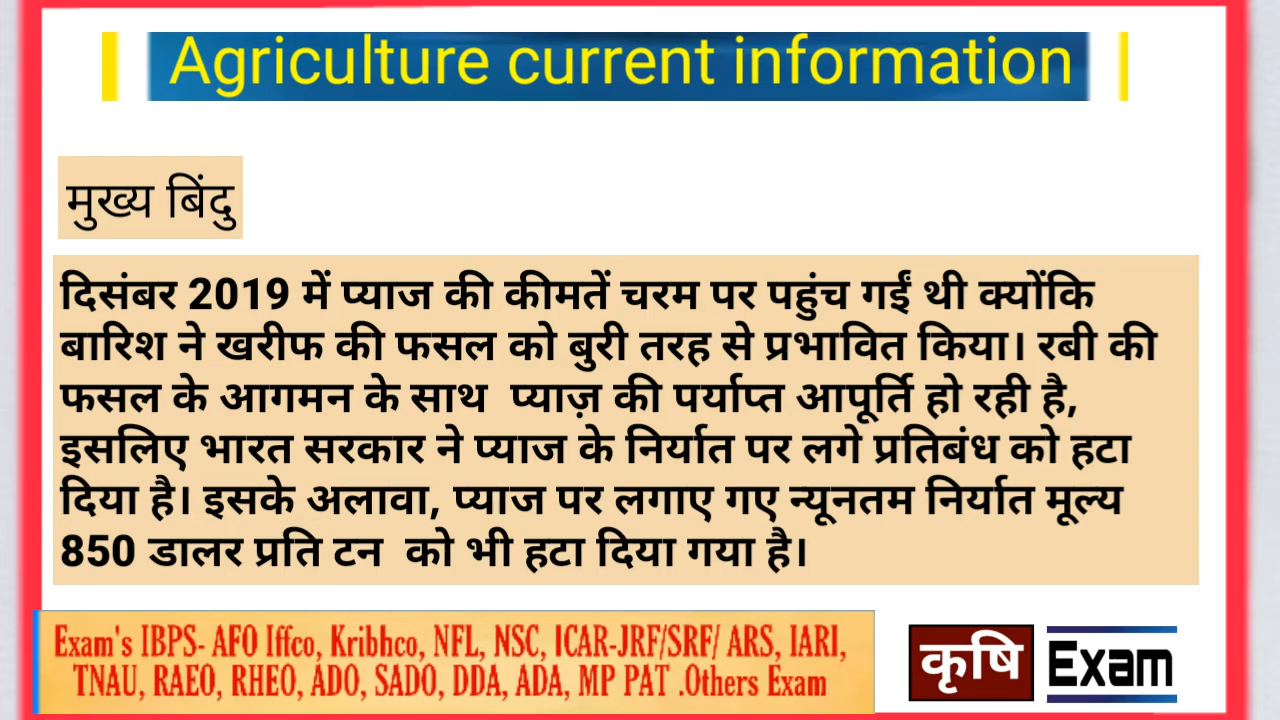 Agriculture current information
मुख्य बिंदु
दिसंबर 2019 में प्याज की कीमतें चरम पर पहुंच गईं थी क्योंकि
बारिश ने खरीफ की फसल को बुरी तरह से प्रभावित किया। रबी की
फसल के आगमन के साथ प्याज़ की पर्याप्त आपूर्ति हो रही है,
इसलिए भारत सरकार ने प्याज के निर्यात पर लगे प्रतिबंध को हटा
दिया है। इसके अलावा, प्याज पर लगाए गए न्यूनतम निर्यात मूल्य
850 डालर प्रति टन को भी हटा दिया गया है।
Exam's IBPS- AFO Iffco, Kribhco, NFL, NSC, ICAR-JRF/SRF/ ARS, IARI,
TNAU, RAEO, RHEO, ADO, SADO, DDA, ADA, MP PAT .Others Exam
कृषि Exam